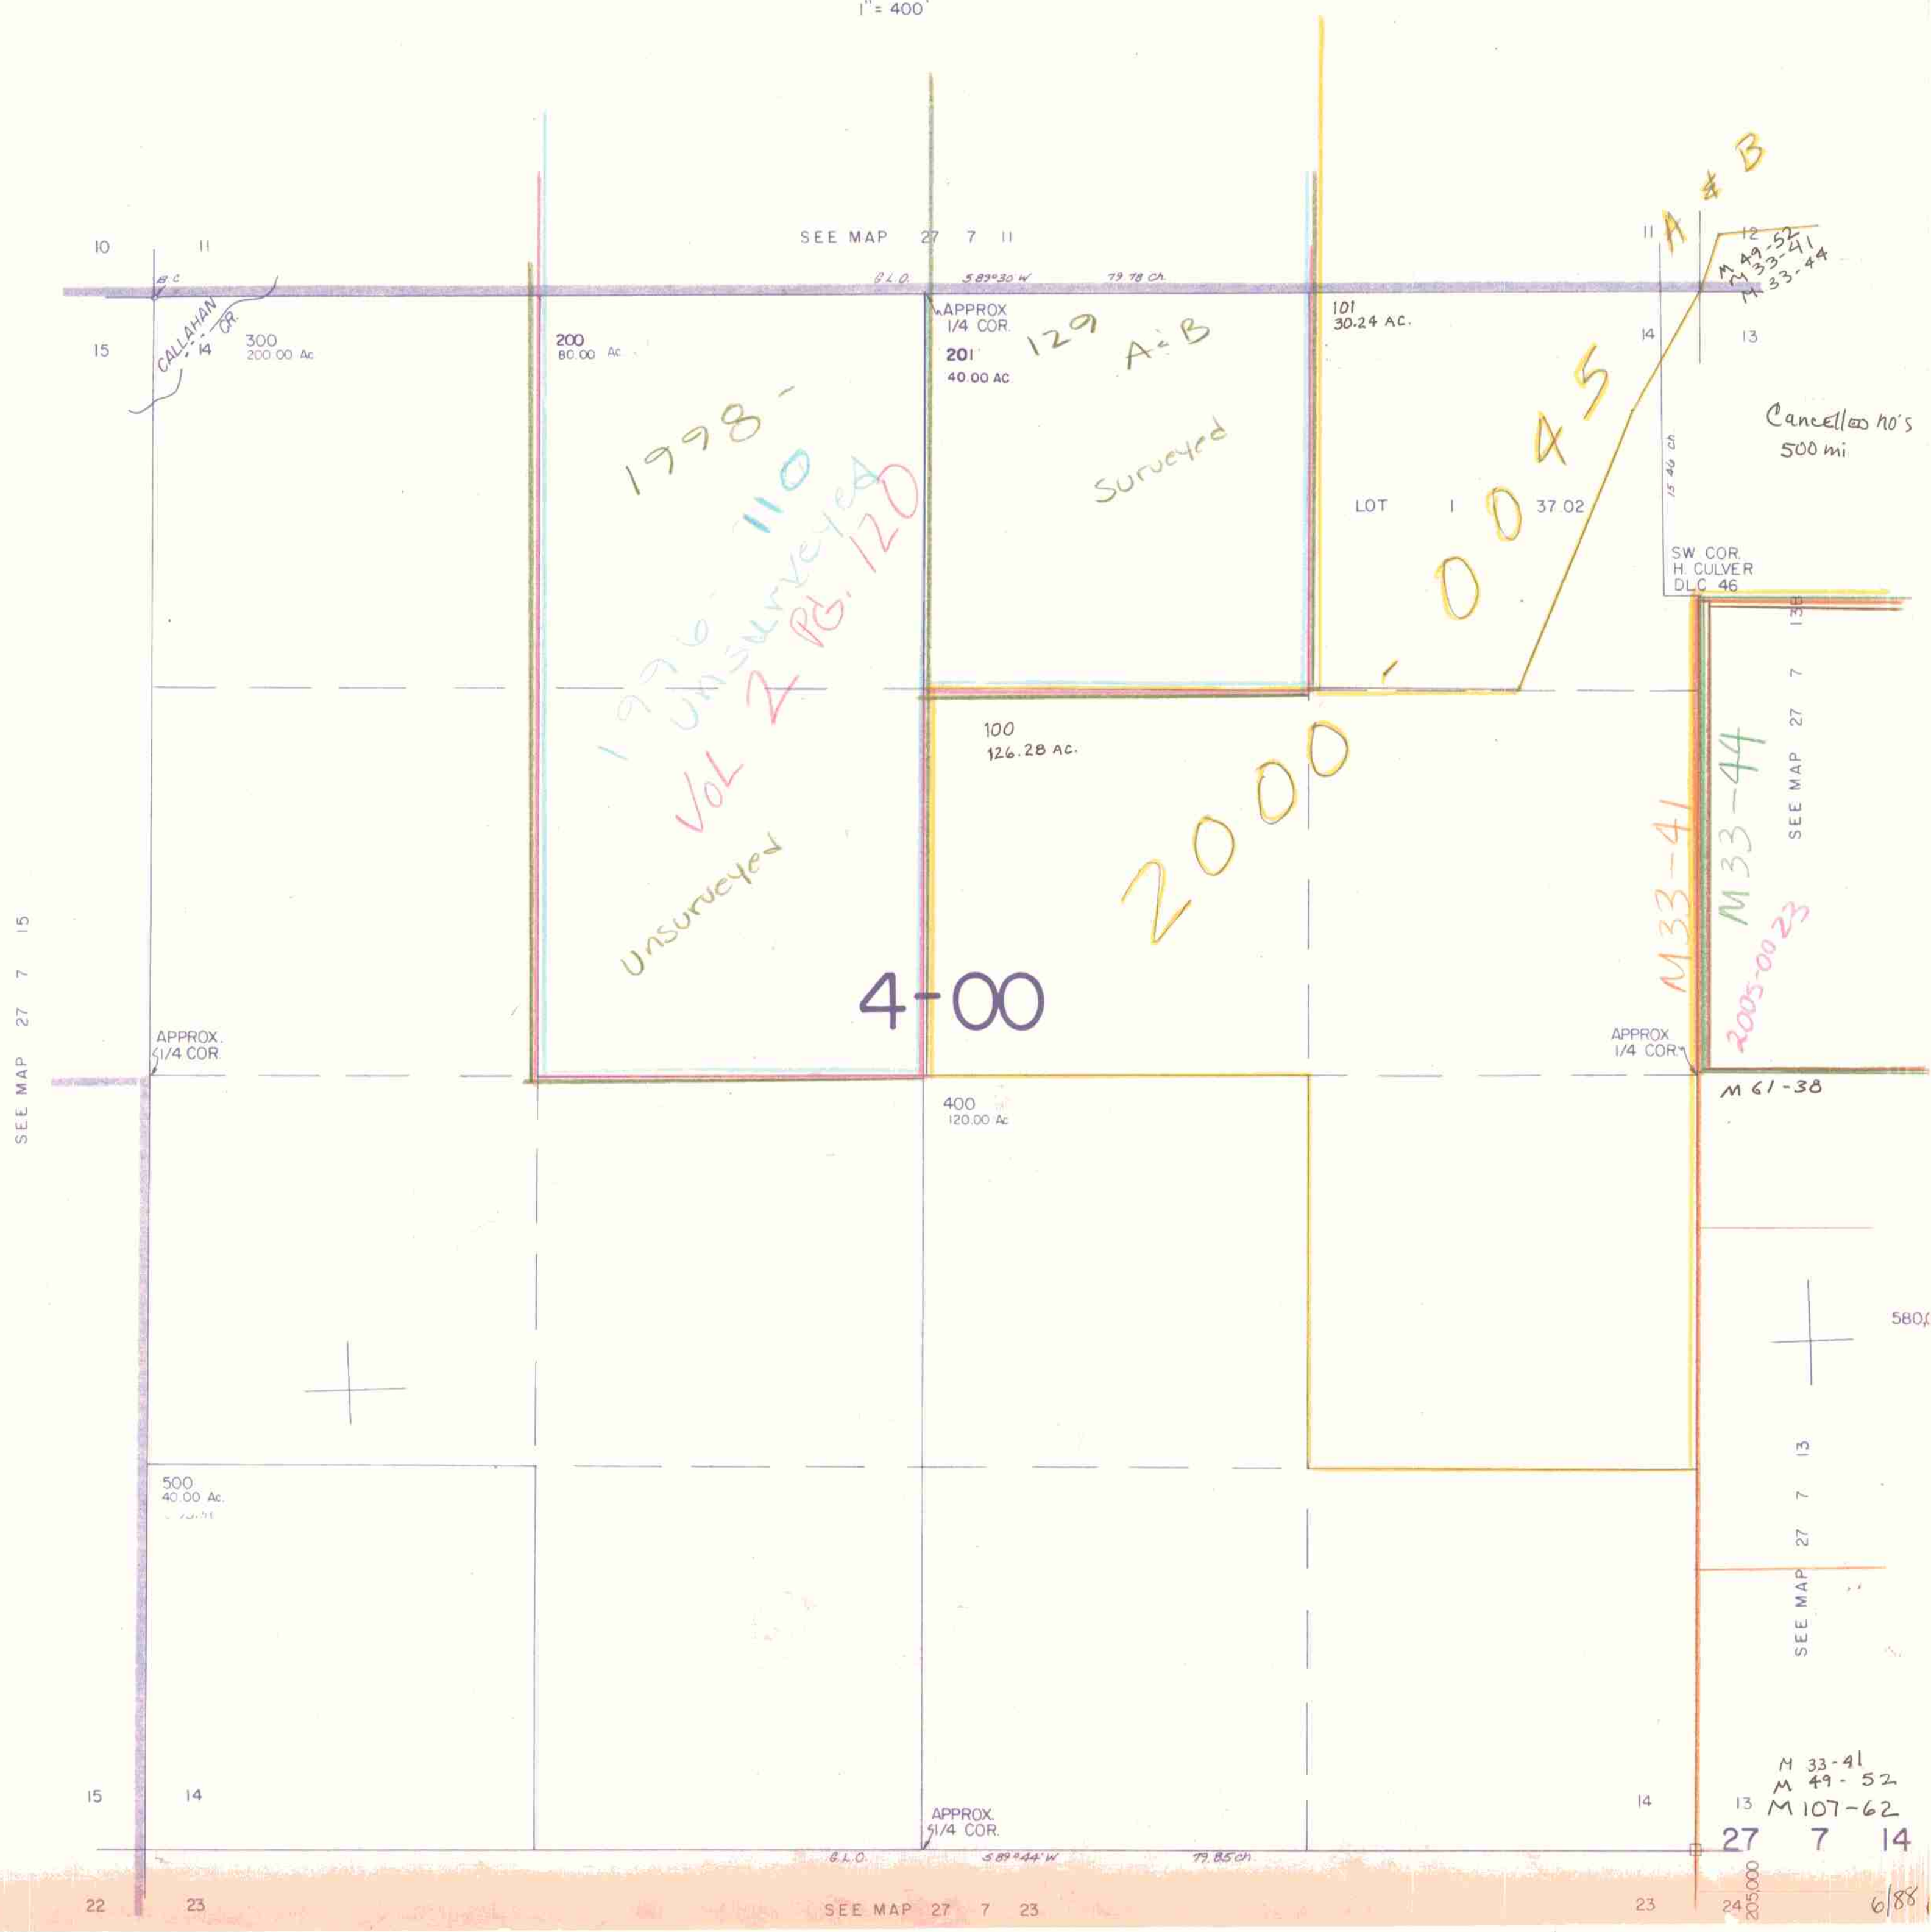 1" = 400'
A & B
SEE MAP 27 7 11
10 11
11 12
M 49-52
M 33-41
M 33-44
B.C.
G.L.O. S89°30'W 79.78 Ch.
CALLAHAN CR.
15 14
300
200.00 Ac
200
80.00 Ac
APPROX
1/4 COR.
201
40.00 AC.
129
A & B
Surveyed
101
30.24 AC.
14 13
Cancelled no's
500 mi
15.46 Ch.
LOT 1 37.02
SW COR.
H. CULVER
DLC 46
1998 -
1996- 110
Unsurveyed
VOL 2 PG. 120
Unsurveyed
2000 - 0045
100
126.28 AC.
SEE MAP 27 7 13B
M33-41
M33-44
2005-0023
4-00
SEE MAP 27 7 15
APPROX.
1/4 COR.
APPROX.
1/4 COR.
M 61-38
400
120.00 Ac
580,
500
40.00 Ac.
SEE MAP 27 7 13
15 14
APPROX.
1/4 COR.
14 13
M 33-41
M 49-52
M 107-62
27 7 14
G.L.O. S89°44'W 79.85 Ch.
22 23
SEE MAP 27 7 23
23 24
205,000
6/88